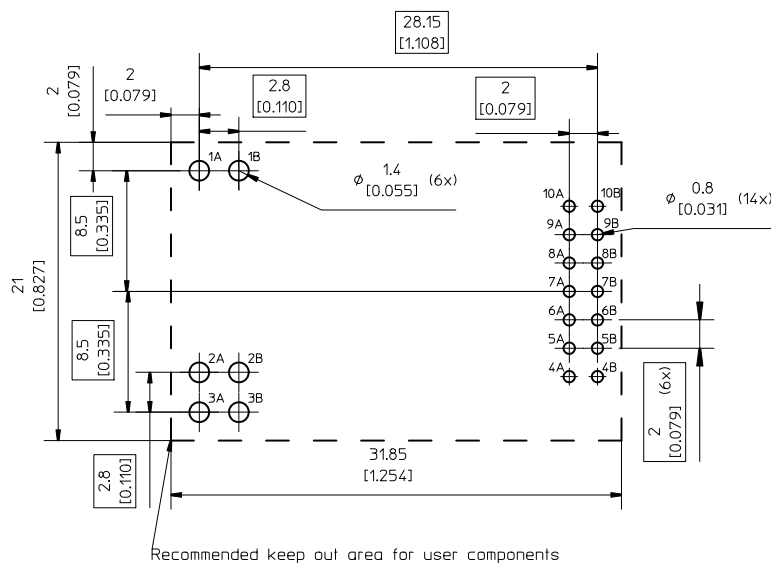 28.15
[1.108]
2
[0.079]
2
[0.079]
2.8
[0.110]
2
[0.079]
1A
1B
⌀ 1.4
[0.055] (6x)
⌀ 0.8
[0.031] (14x)
10A
10B
9A
9B
8A
8B
7A
7B
6A
6B
5A
5B
4A
4B
8.5
[0.335]
21
[0.827]
8.5
[0.335]
2A
2B
3A
3B
2 (6x)
[0.079]
2.8
[0.110]
31.85
[1.254]
Recommended keep out area for user components